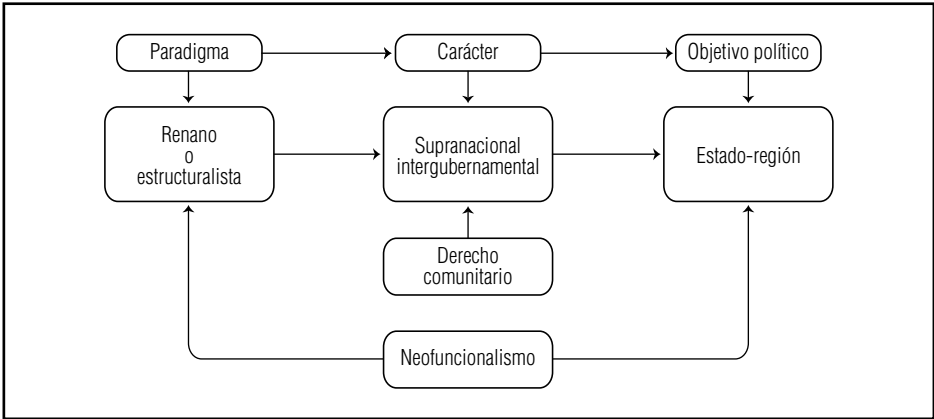 Paradigma
Carácter
Objetivo político
Renano
o
estructuralista
Supranacional
intergubernamental
Estado-región
Derecho
comunitario
Neofuncionalismo